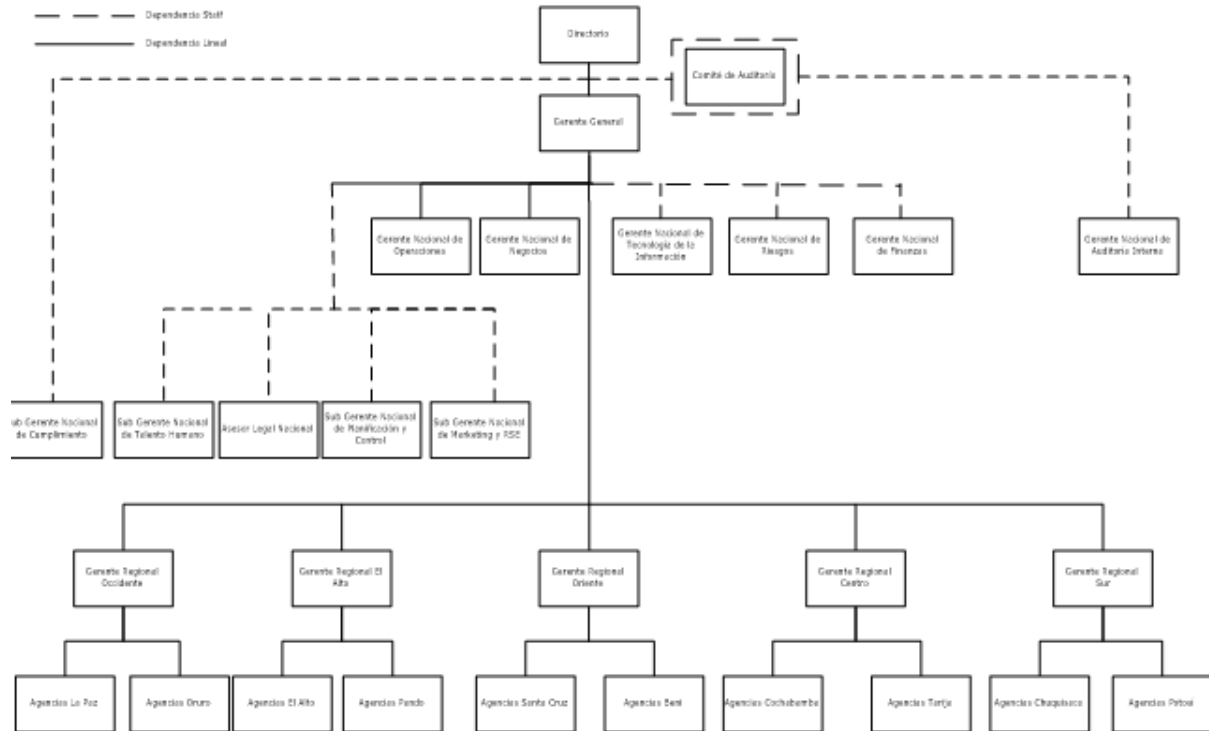 Dependencia Staff
Dependencia Lineal
Directorio
Comité de Auditoría
Gerente General
Gerente Nacional de
Operaciones
Gerente Nacional de
Negocios
Gerente Nacional de
Tecnología de la
Información
Gerente Nacional de
Riesgos
Gerente Nacional
de Finanzas
Gerente Nacional de
Auditoría Interna
ub Gerente Nacional
de Cumplimiento
Sub Gerente Nacional
de Talento Humano
Asesor Legal Nacional
Sub Gerente Nacional
de Planificación y
Control
Sub Gerente Nacional
de Marketing y RSE
Gerente Regional
Occidente
Gerente Regional El
Alto
Gerente Regional
Oriente
Gerente Regional
Centro
Gerente Regional
Sur
Agencias La Paz
Agencias Oruro
Agencias El Alto
Agencias Pando
Agencias Santa Cruz
Agencias Beni
Agencias Cochabamba
Agencias Tarija
Agencias Chuquisaca
Agencias Potosí